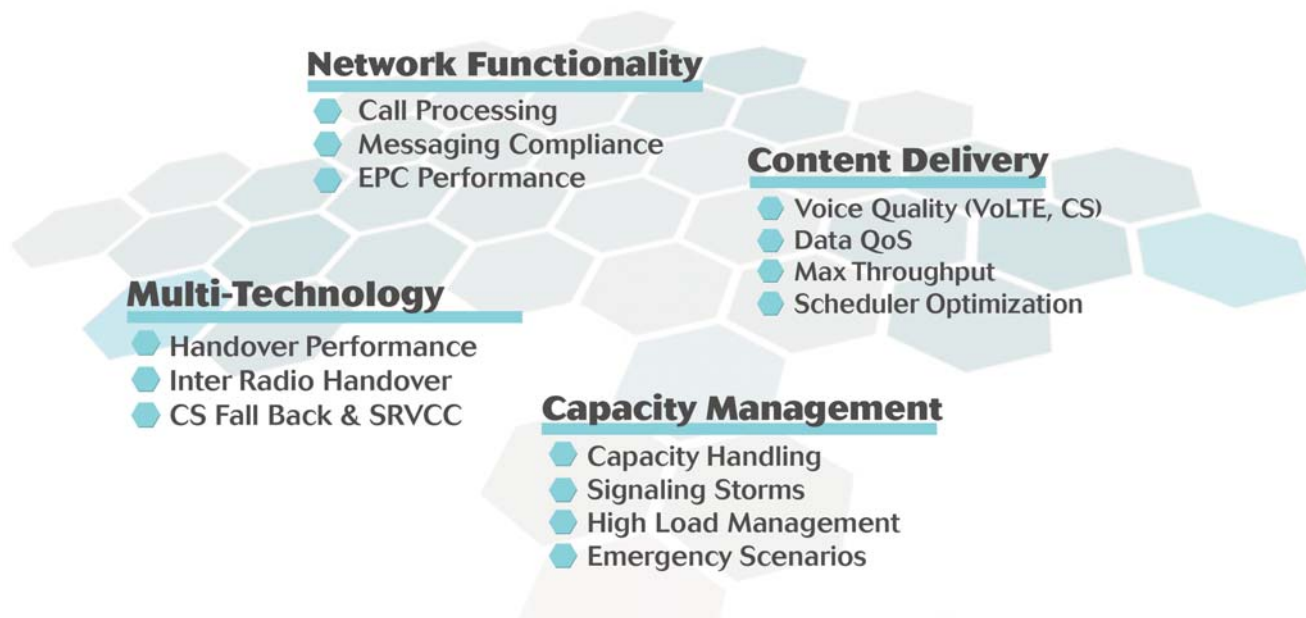 Network Functionality
Call Processing
Messaging Compliance
EPC Performance
Content Delivery
Voice Quality (VoLTE, CS)
Data QoS
Max Throughput
Scheduler Optimization
Multi-Technology
Handover Performance
Inter Radio Handover
CS Fall Back & SRVCC
Capacity Management
Capacity Handling
Signaling Storms
High Load Management
Emergency Scenarios